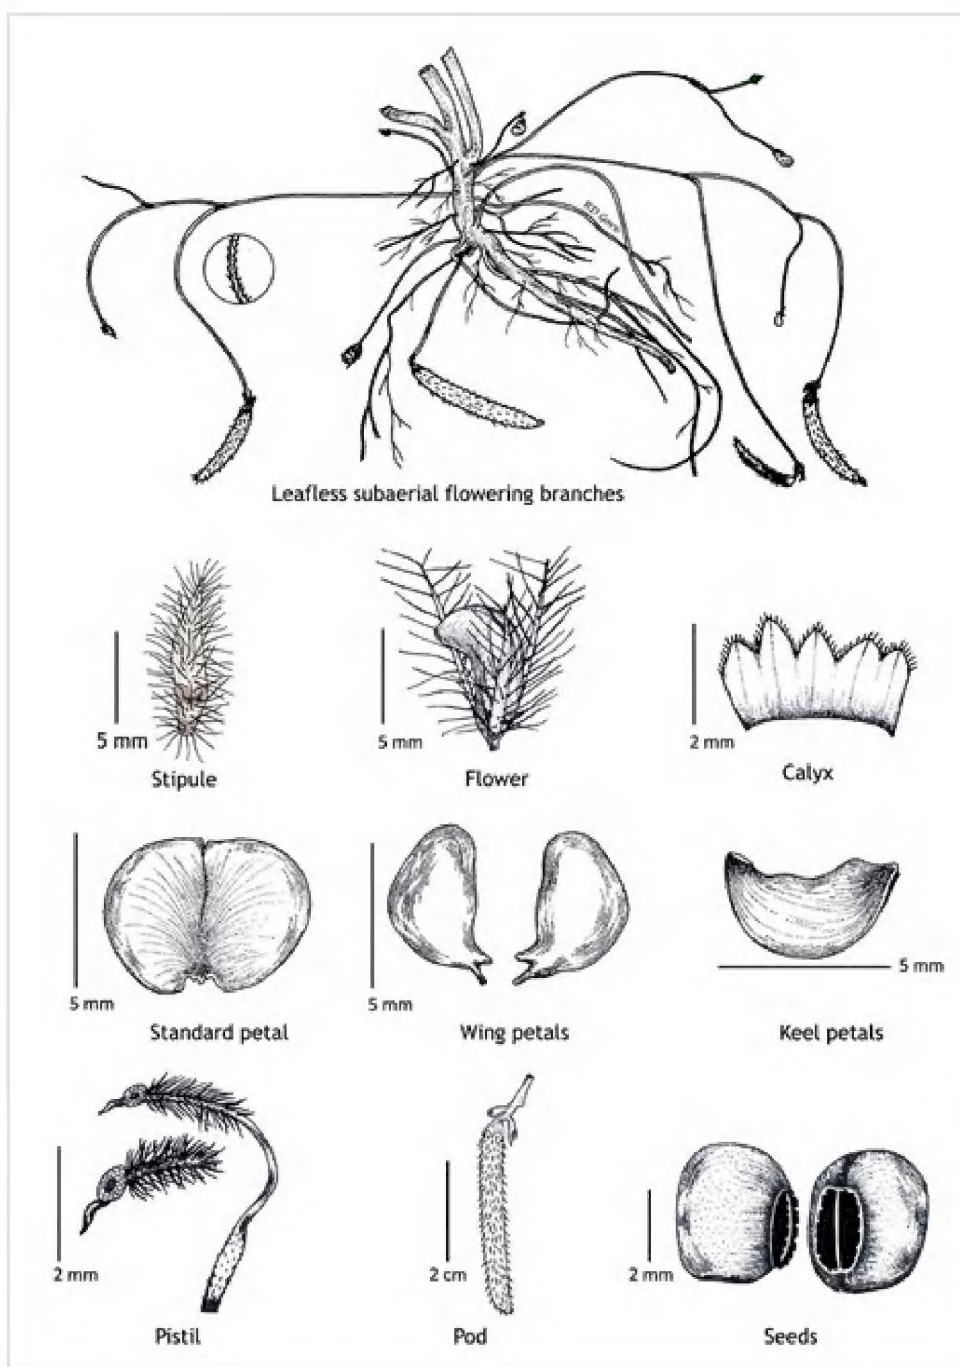 Leafless subaerial flowering branches
5 mm
Stipule
5 mm
Flower
2 mm
Calyx
5 mm
Standard petal
5 mm
Wing petals
5 mm
Keel petals
2 mm
Pistil
2 cm
Pod
2 mm
Seeds